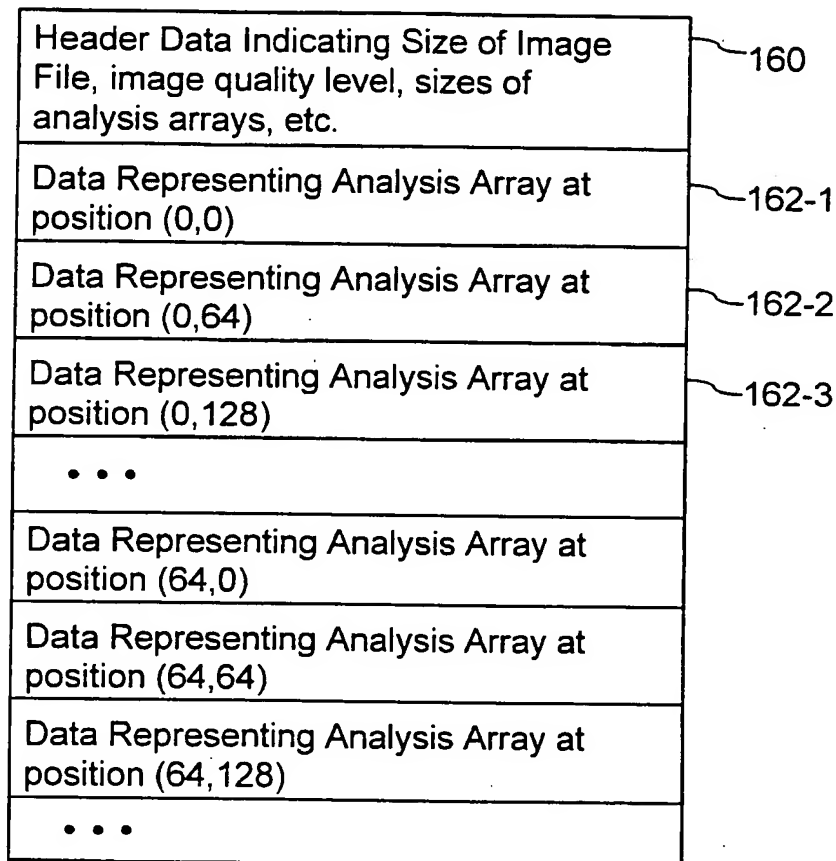 Header Data Indicating Size of Image
File, image quality level, sizes of
analysis arrays, etc.
160
Data Representing Analysis Array at
position (0,0)
162-1
Data Representing Analysis Array at
position (0,64)
162-2
Data Representing Analysis Array at
position (0,128)
162-3
• • •
Data Representing Analysis Array at
position (64,0)
Data Representing Analysis Array at
position (64,64)
Data Representing Analysis Array at
position (64,128)
• • •